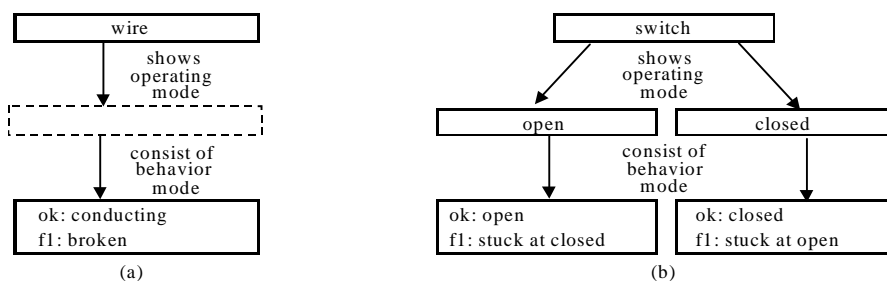 wire
shows
operating
mode
consist of
behavior
mode
ok: conducting
f1: broken
(a)
switch
shows
operating
mode
open
closed
consist of
behavior
mode
ok: open
f1: stuck at closed
ok: closed
f1: stuck at open
(b)